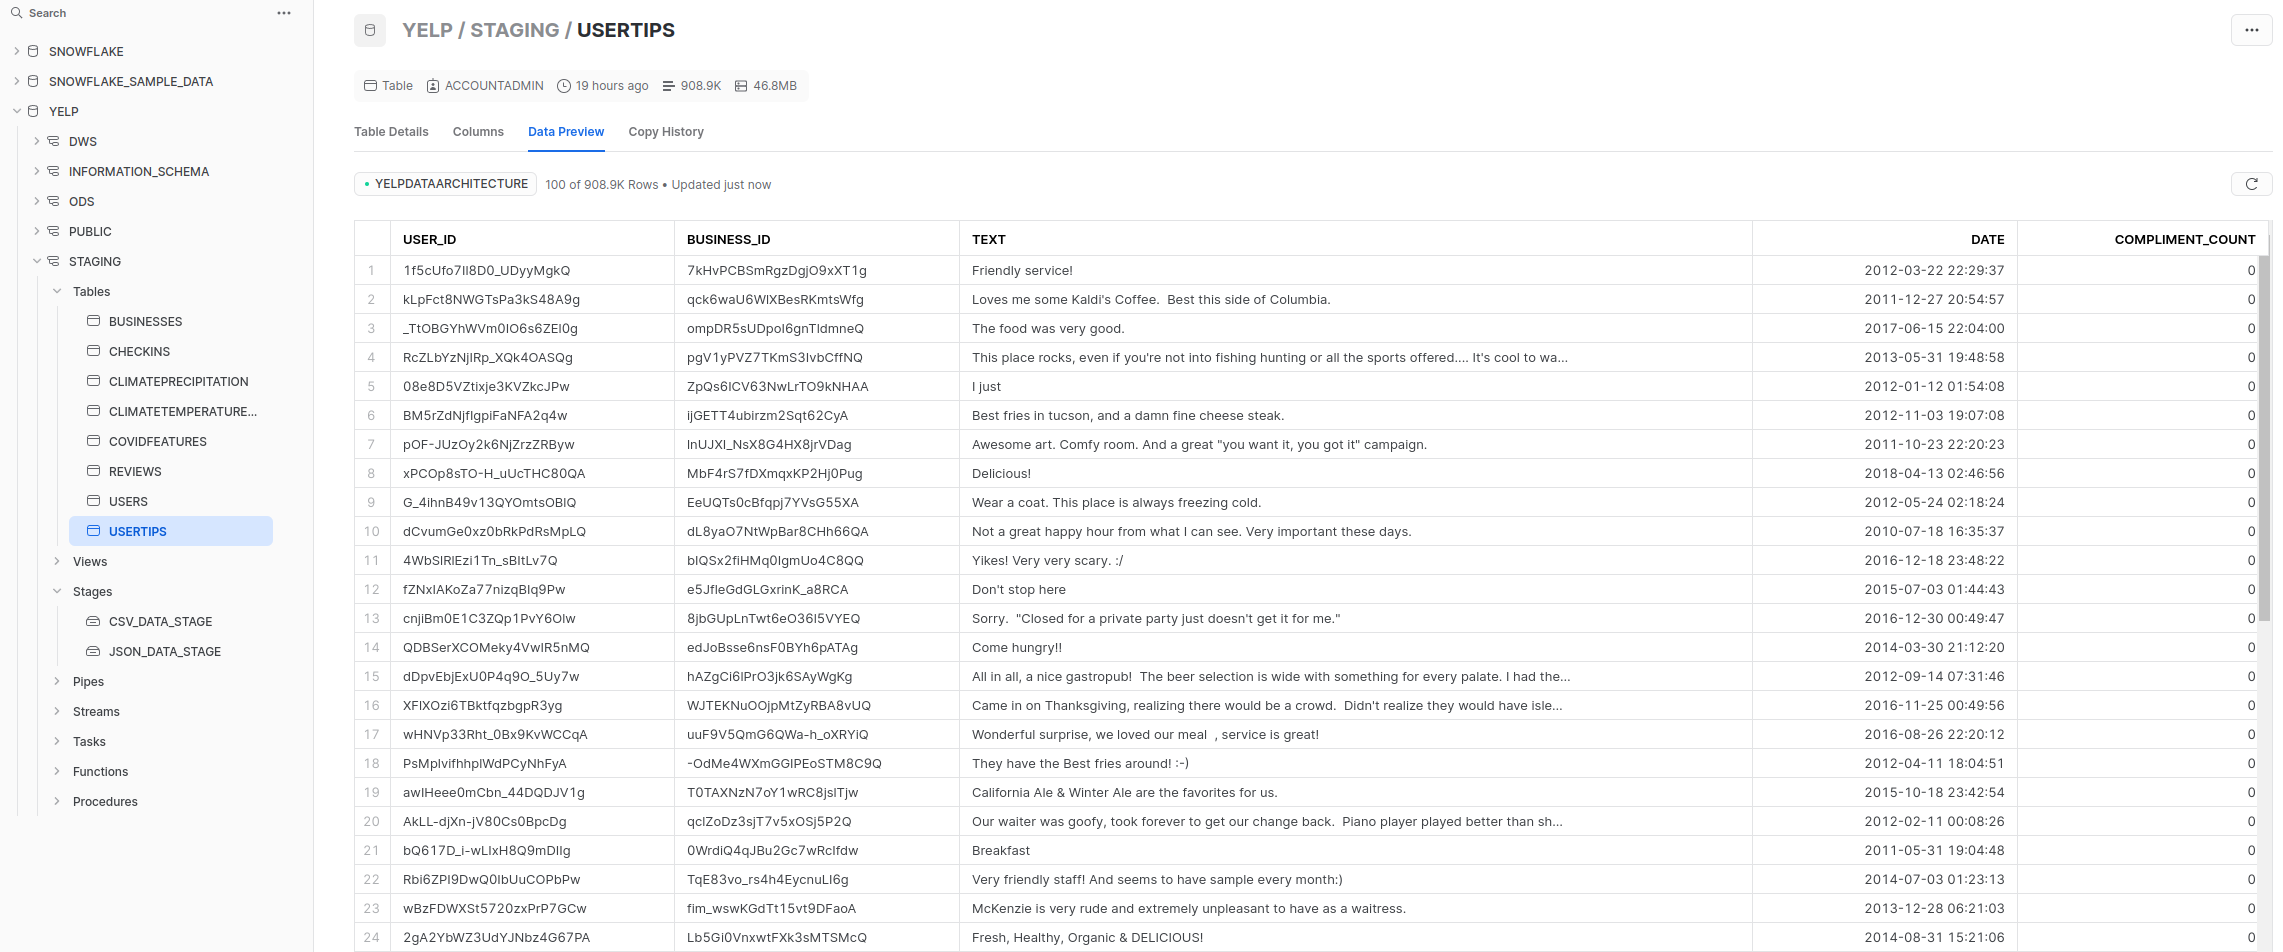 Search
SNOWFLAKE
SNOWFLAKE_SAMPLE_DATA
YELP
DWS
INFORMATION_SCHEMA
ODS
PUBLIC
STAGING
Tables
BUSINESSES
CHECKINS
CLIMATEPRECIPITATION
CLIMATETEMPERATURE...
COVIDFEATURES
REVIEWS
USERS
USERTIPS
Views
Stages
CSV_DATA_STAGE
JSON_DATA_STAGE
Pipes
Streams
Tasks
Functions
Procedures
YELP / STAGING / USERTIPS
Table ACCOUNTADMIN 19 hours ago 908.9K 46.8MB
Table Details Columns Data Preview Copy History
YELPDATAARCHITECTURE 100 of 908.9K Rows • Updated just now
USER_ID BUSINESS_ID TEXT DATE COMPLIMENT_COUNT
1 1f5cUfo7II8D0_UDyyMgkQ 7kHvPCBSmRgzDgjO9xXT1g Friendly service! 2012-03-22 22:29:37 0
2 kLpFct8NWGTsPa3kS48A9g qck6waU6WlXBesRKmtsWfg Loves me some Kaldi's Coffee.  Best this side of Columbia. 2011-12-27 20:54:57 0
3 _TtOBGYhWVm0IO6s6ZEl0g ompDR5sUDpoI6gnTldmneQ The food was very good. 2017-06-15 22:04:00 0
4 RcZLbYzNjlRp_XQk4OASQg pgV1yPVZ7TKmS3IvbCffNQ This place rocks, even if you're not into fishing hunting or all the sports offered.... It's cool to wa... 2013-05-31 19:48:58 0
5 08e8D5VZtixje3KVZkcJPw ZpQs6ICV63NwLrTO9kNHAA I just 2012-01-12 01:54:08 0
6 BM5rZdNjflgpiFaNFA2q4w ijGETT4ubirzm2Sqt62CyA Best fries in tucson, and a damn fine cheese steak. 2012-11-03 19:07:08 0
7 pOF-JUzOy2k6NjZrzZRByw lnUJXl_NsX8G4HX8jrVDag Awesome art. Comfy room. And a great "you want it, you got it" campaign. 2011-10-23 22:20:23 0
8 xPCOp8sTO-H_uUcTHC80QA MbF4rS7fDXmqxKP2Hj0Pug Delicious! 2018-04-13 02:46:56 0
9 G_4ihnB49v13QYOmtsOBIQ EeUQTs0cBfqpj7YVsG55XA Wear a coat. This place is always freezing cold. 2012-05-24 02:18:24 0
10 dCvumGe0xz0bRkPdRsMpLQ dL8yaO7NtWpBar8CHh66QA Not a great happy hour from what I can see. Very important these days. 2010-07-18 16:35:37 0
11 4WbSlRlEzi1Tn_sBItLv7Q blQSx2fiHMq0IgmUo4C8QQ Yikes! Very very scary. :/ 2016-12-18 23:48:22 0
12 fZNxIAKoZa77nizqBIq9Pw e5JfleGdGLGxrinK_a8RCA Don't stop here 2015-07-03 01:44:43 0
13 cnjiBm0E1C3ZQp1PvY6OIw 8jbGUpLnTwt6eO36I5VYEQ Sorry.  "Closed for a private party just doesn't get it for me." 2016-12-30 00:49:47 0
14 QDBSerXCOMeky4VwIR5nMQ edJoBsse6nsF0BYh6pATAg Come hungry!! 2014-03-30 21:12:20 0
15 dDpvEbjExU0P4q9O_5Uy7w hAZgCi6lPrO3jk6SAyWgKg All in all, a nice gastropub!  The beer selection is wide with something for every palate. I had the... 2012-09-14 07:31:46 0
16 XFlXOzi6TBktfqzbgpR3yg WJTEKNuOOjpMtZyRBA8vUQ Came in on Thanksgiving, realizing there would be a crowd.  Didn't realize they would have isle... 2016-11-25 00:49:56 0
17 wHNVp33Rht_0Bx9KvWCCqA uuF9V5QmG6QWa-h_oXRYiQ Wonderful surprise, we loved our meal  , service is great! 2016-08-26 22:20:12 0
18 PsMplvifhhplWdPCyNhFyA -OdMe4WXmGGlPEoSTM8C9Q They have the Best fries around! :-) 2012-04-11 18:04:51 0
19 awIHeee0mCbn_44DQDJV1g T0TAXNzN7oY1wRC8jslTjw California Ale & Winter Ale are the favorites for us. 2015-10-18 23:42:54 0
20 AkLL-djXn-jV80Cs0BpcDg qclZoDz3sjT7v5xOSj5P2Q Our waiter was goofy, took forever to get our change back.  Piano player played better than sh... 2012-02-11 00:08:26 0
21 bQ617D_i-wLIxH8Q9mDlIg 0WrdiQ4qJBu2Gc7wRcIfdw Breakfast 2011-05-31 19:04:48 0
22 Rbi6ZPI9DwQ0IbUuCOPbPw TqE83vo_rs4h4EycnuLI6g Very friendly staff! And seems to have sample every month:) 2014-07-03 01:23:13 0
23 wBzFDWXSt5720zxPrP7GCw fim_wswKGdTt15vt9DFaoA McKenzie is very rude and extremely unpleasant to have as a waitress. 2013-12-28 06:21:03 0
24 2gA2YbWZ3UdYJNbz4G67PA Lb5Gi0VnxwtFXk3sMTSMcQ Fresh, Healthy, Organic & DELICIOUS! 2014-08-31 15:21:06 0